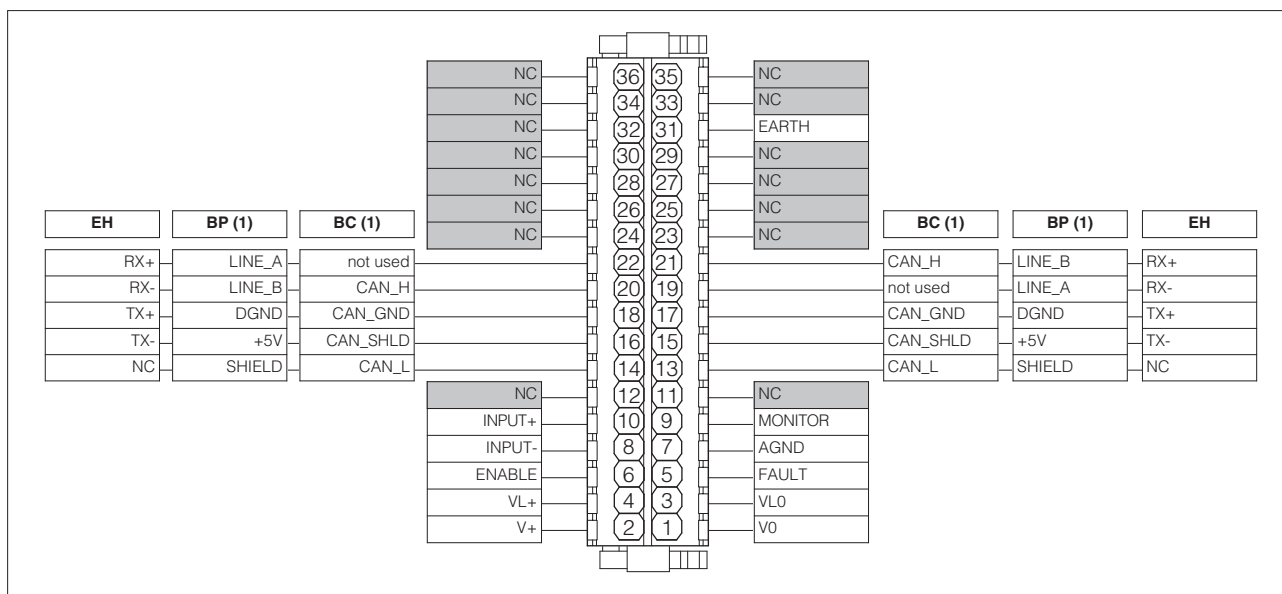 NC 36 35 NC
NC 34 33 NC
NC 32 31 EARTH
NC 30 29 NC
NC 28 27 NC
NC 26 25 NC
EH BP (1) BC (1) NC 24 23 NC BC (1) BP (1) EH
RX+ LINE_A not used 22 21 CAN_H LINE_B RX+
RX- LINE_B CAN_H 20 19 not used LINE_A RX-
TX+ DGND CAN_GND 18 17 CAN_GND DGND TX+
TX- +5V CAN_SHLD 16 15 CAN_SHLD +5V TX-
NC SHIELD CAN_L 14 13 CAN_L SHIELD NC
NC 12 11 NC
INPUT+ 10 9 MONITOR
INPUT- 8 7 AGND
ENABLE 6 5 FAULT
VL+ 4 3 VL0
V+ 2 1 V0